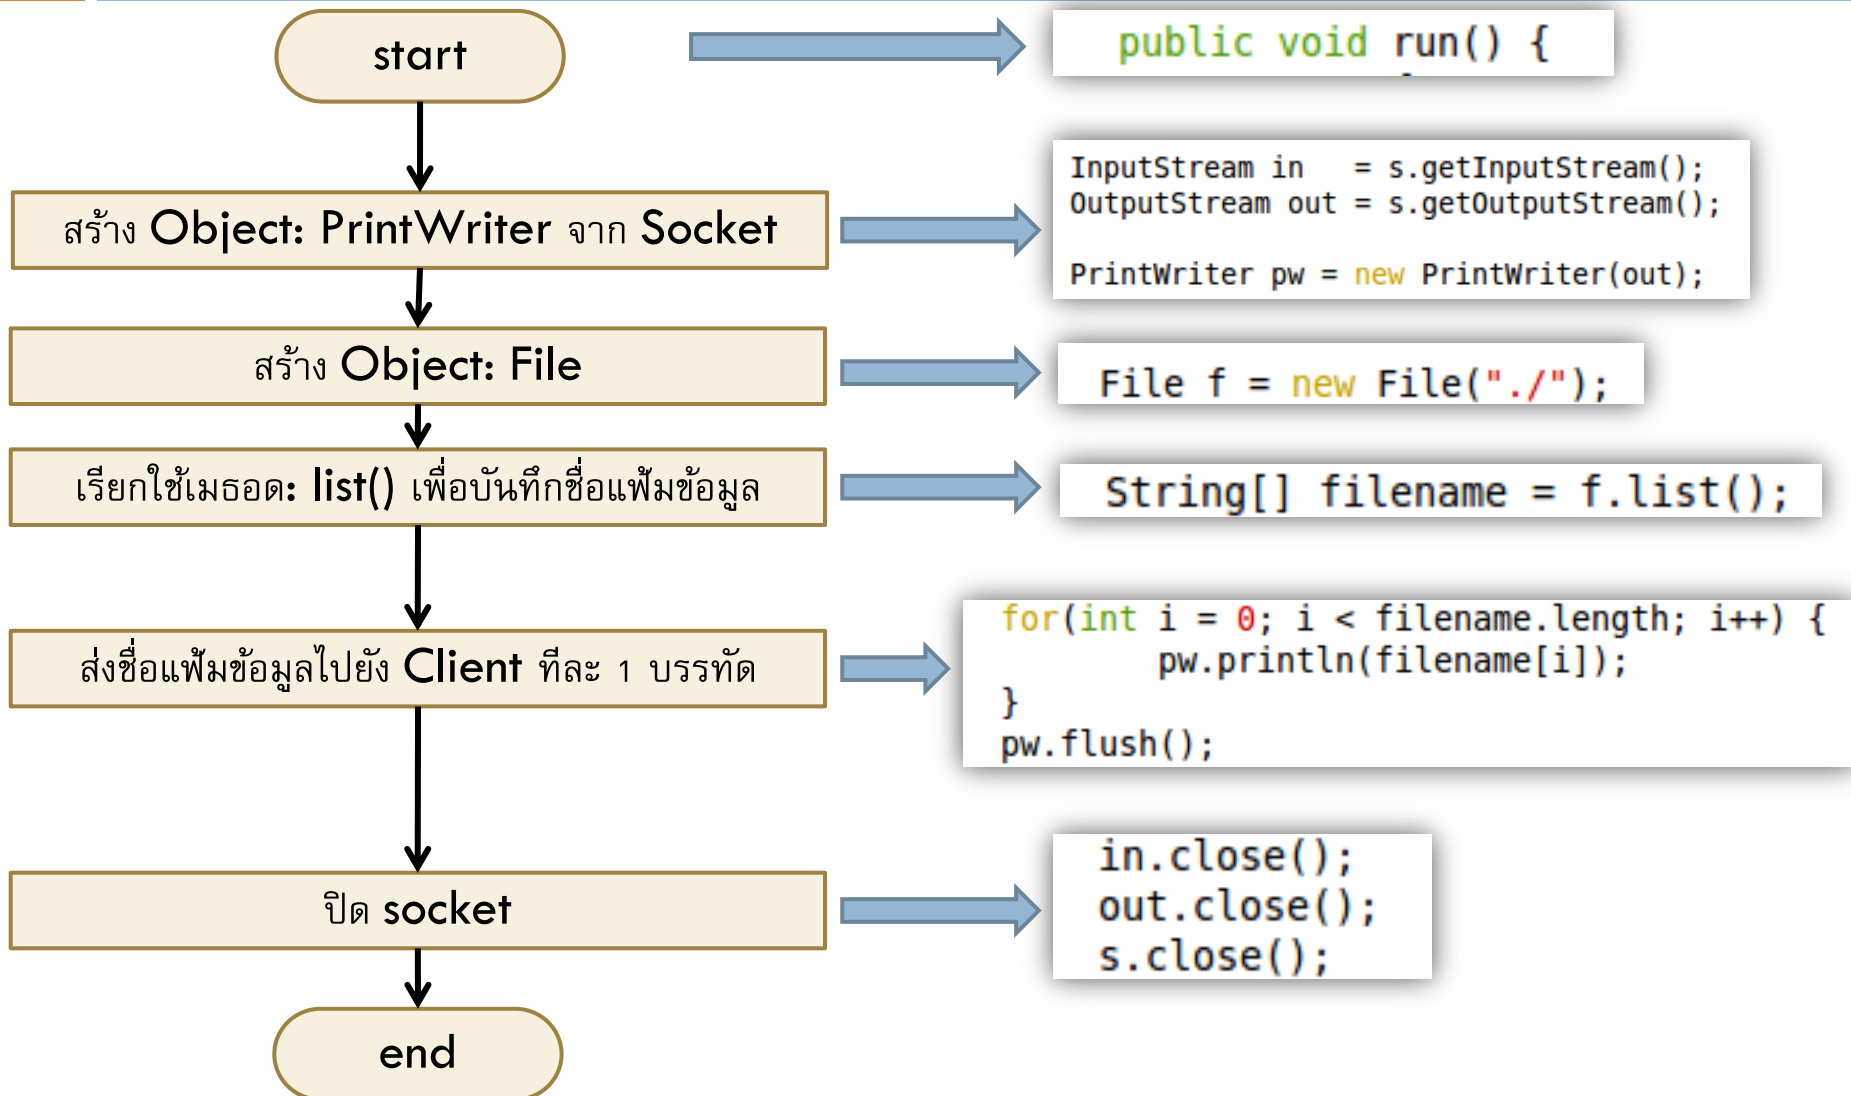 start
public void run() {
สร้าง Object: PrintWriter จาก Socket
InputStream in   = s.getInputStream();
OutputStream out = s.getOutputStream();
PrintWriter pw = new PrintWriter(out);
สร้าง Object: File
File f = new File("./");
เรียกใช้เมธอด: list() เพื่อบันทึกชื่อแฟ้มข้อมูล
String[] filename = f.list();
ส่งชื่อแฟ้มข้อมูลไปยัง Client ทีละ 1 บรรทัด
for(int i = 0; i < filename.length; i++) {
pw.println(filename[i]);
}
pw.flush();
ปิด socket
in.close();
out.close();
s.close();
end